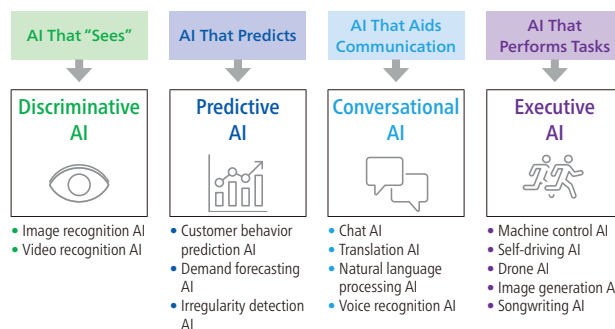 AI That “Sees”
Discriminative
AI
• Image recognition AI
• Video recognition AI
AI That Predicts
Predictive
AI
• Customer behavior
prediction AI
• Demand forecasting
AI
• Irregularity detection
AI
AI That Aids
Communication
Conversational
AI
• Chat AI
• Translation AI
• Natural language
processing AI
• Voice recognition AI
AI That
Performs Tasks
Executive
AI
• Machine control AI
• Self-driving AI
• Drone AI
• Image generation A
• Songwriting AI